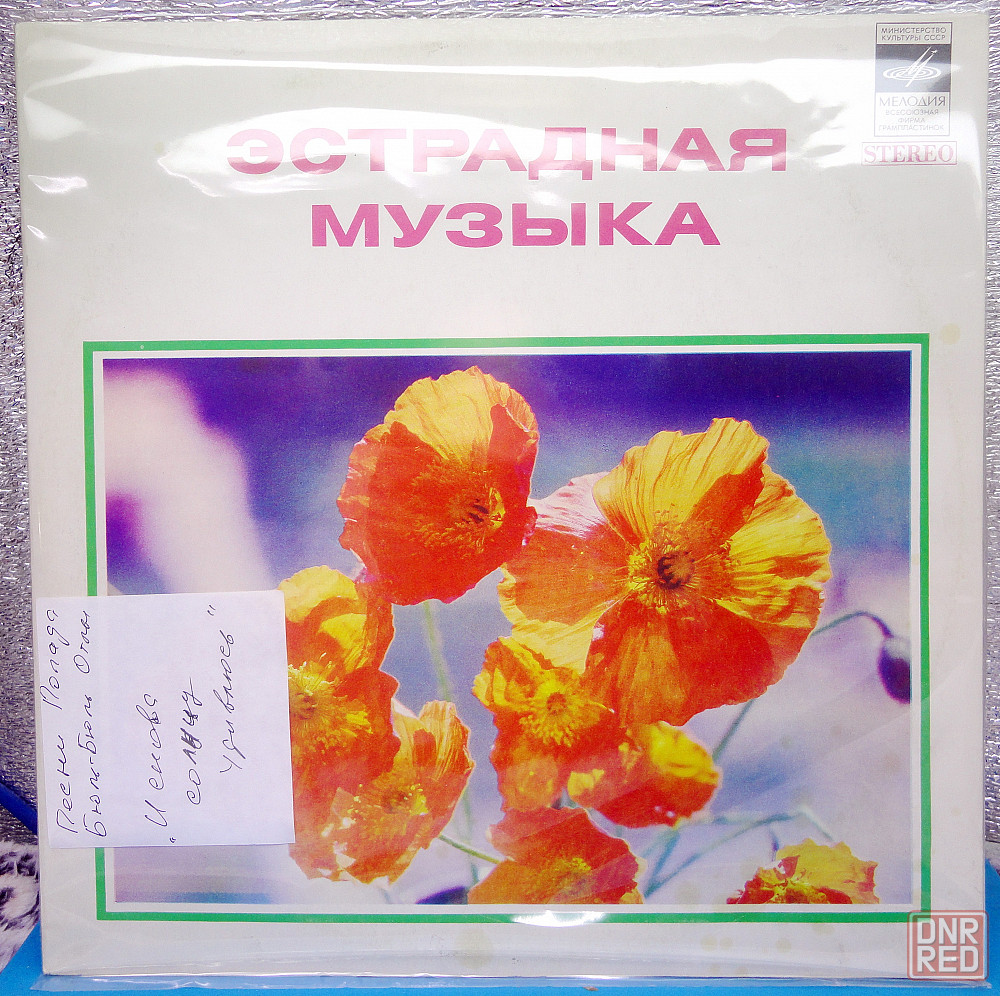 МИНИСТЕРСТВО
КУЛЬТУРЫ СССР
МЕЛОДИЯ
ВСЕСОЮЗНАЯ
ФИРМА
ГРАМПЛАСТИНОК
STEREO
ЭСТРАДНАЯ
МУЗЫКА
Песни Полада
Бюль-Бюль Оглы
"И снова
солнцу
удивлюсь"
DNR
RED